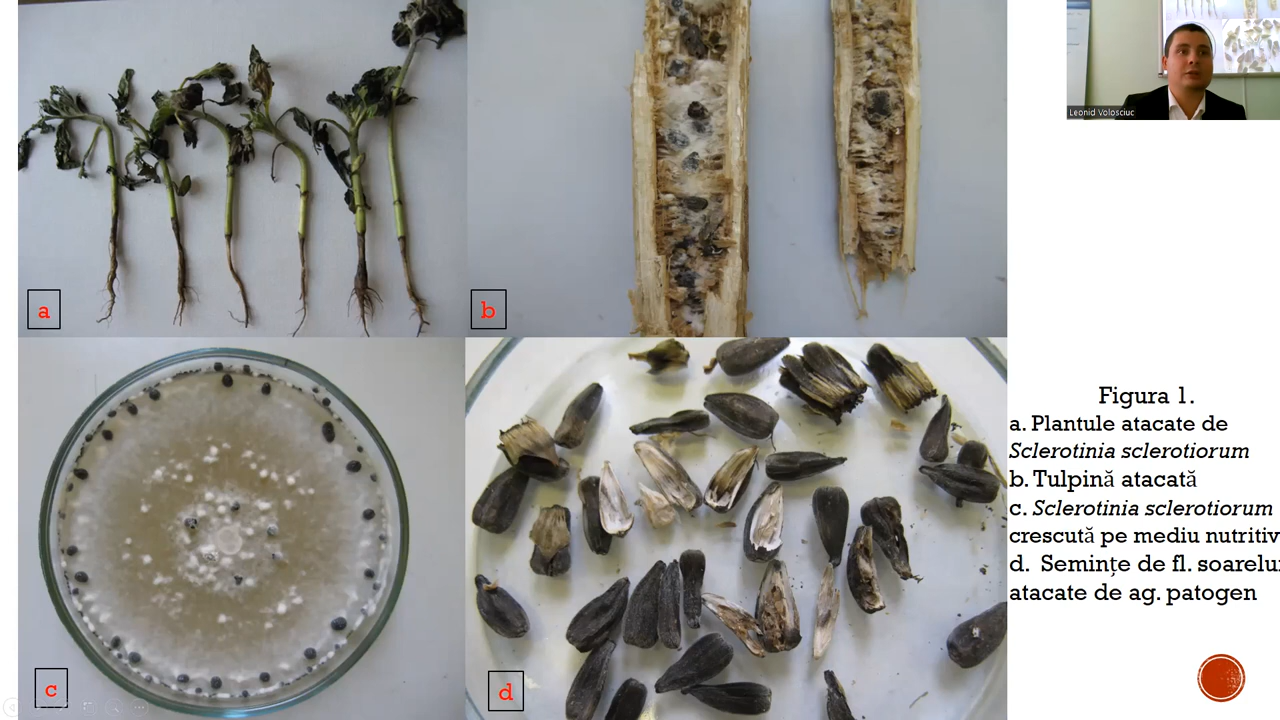 Leonid Volosciuc
a
b
c
d
Figura 1.
a. Plantule atacate de
Sclerotinia sclerotiorum
b. Tulpină atacată
c. Sclerotinia sclerotiorum
crescută pe mediu nutritiv
d. Semințe de fl. soarelui
atacate de ag. patogen